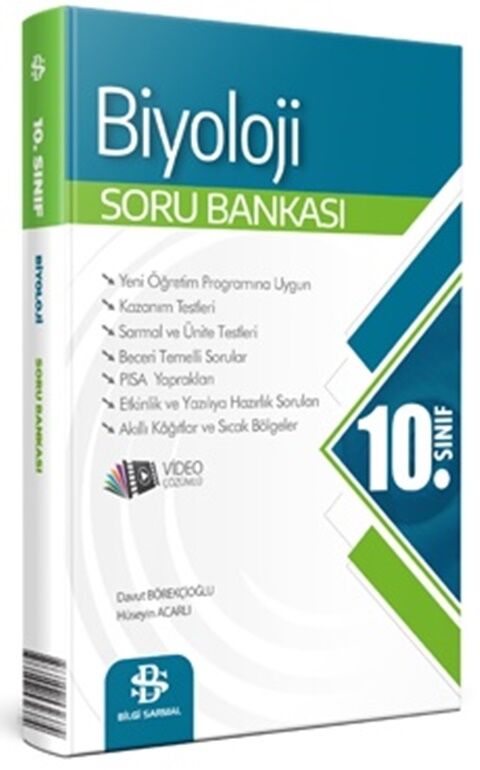 10. SINIF
BİYOLOJİ
SORU BANKASI
Biyoloji
SORU BANKASI
Yeni Öğretim Programına Uygun
Kazanım Testleri
Sarmal ve Ünite Testleri
Beceri Temelli Sorular
PISA Yaprakları
Etkinlik ve Yazılıya Hazırlık Soruları
Akıllı Kâğıtlar ve Sıcak Bölgeler
10.
SINIF
VİDEO
ÇÖZÜMLÜ
Davut BÖREKÇİOĞLU
Hüseyin ACARLI
BİLGİ SARMAL